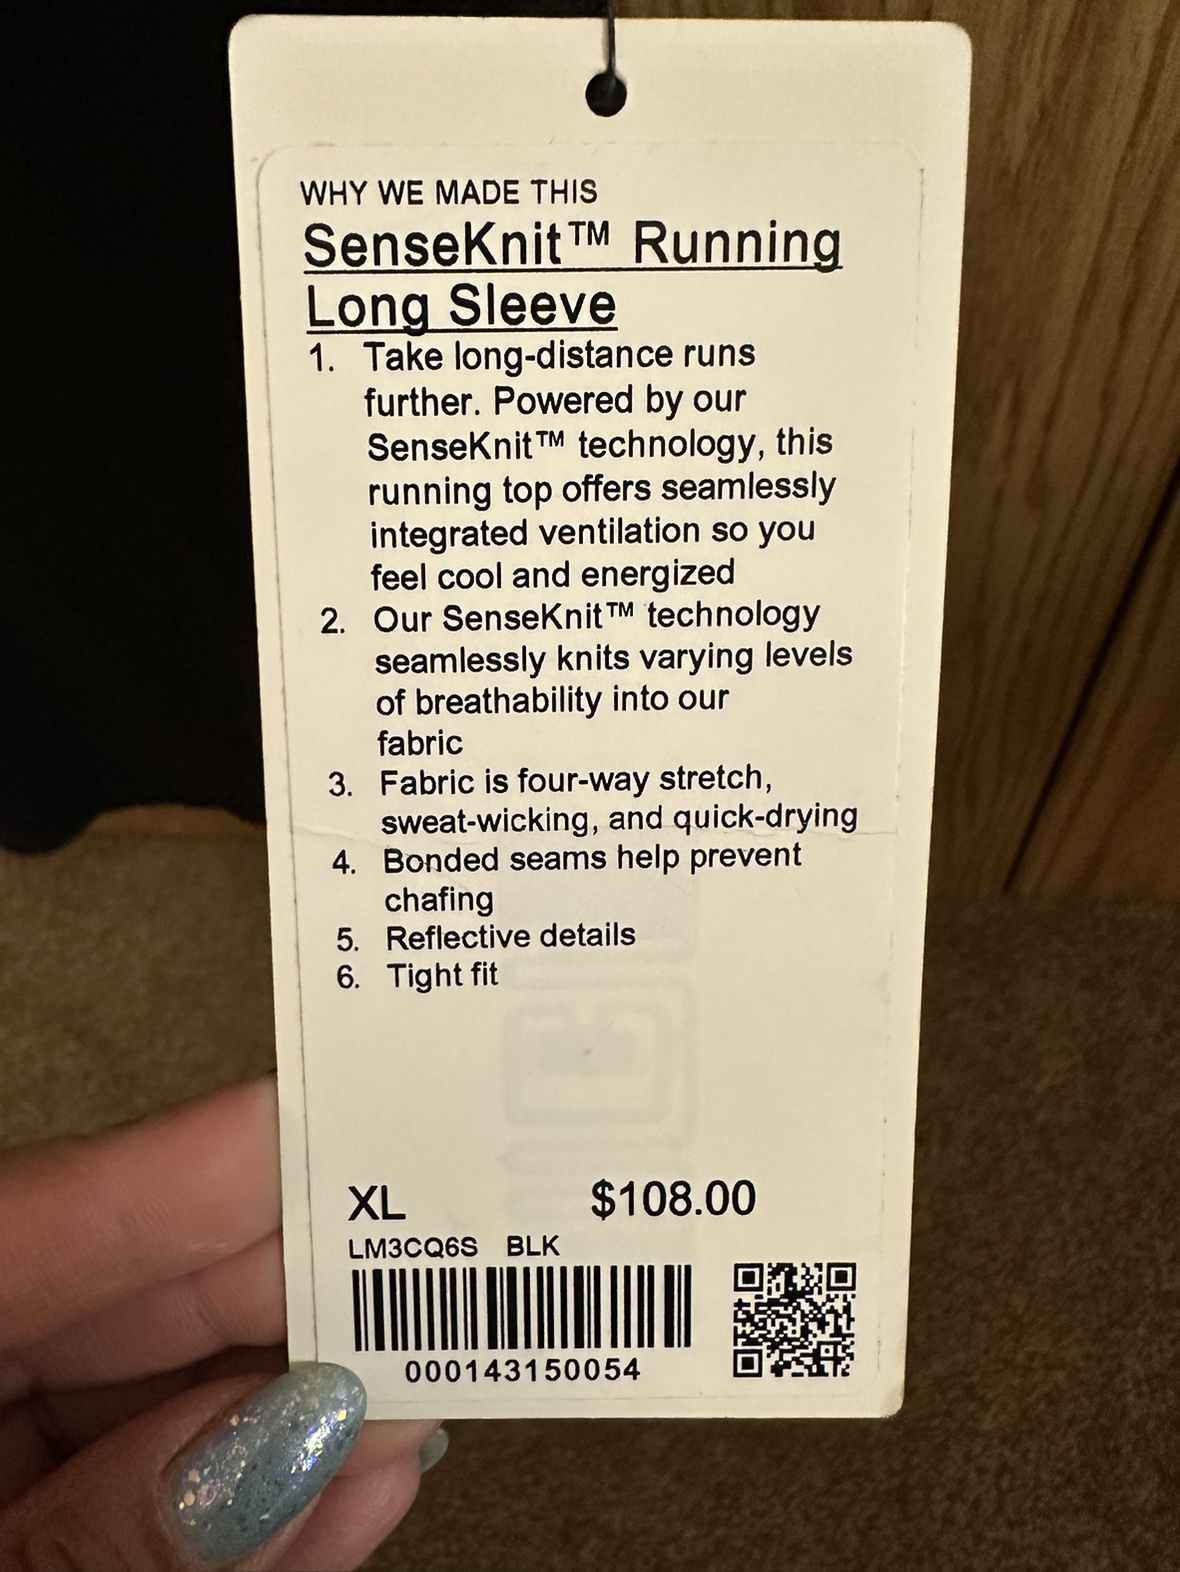 WHY WE MADE THIS
SenseKnit™ Running
Long Sleeve
1. Take long-distance runs
further. Powered by our
SenseKnit™ technology, this
running top offers seamlessly
integrated ventilation so you
feel cool and energized
2. Our SenseKnit™ technology
seamlessly knits varying levels
of breathability into our
fabric
3. Fabric is four-way stretch,
sweat-wicking, and quick-drying
4. Bonded seams help prevent
chafing
5. Reflective details
6. Tight fit
XL $108.00
LM3CQ6S BLK
000143150054